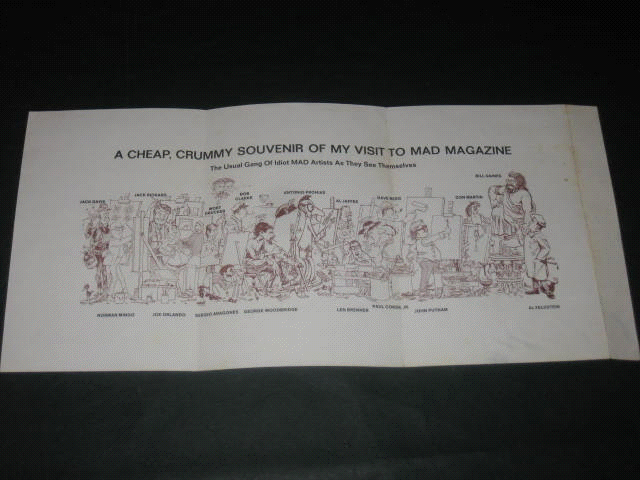 A CHEAP, CRUMMY SOUVENIR OF MY VISIT TO MAD MAGAZINE
The Usual Gang Of Idiot MAD Artists As They See Themselves
JACK DAVIS
JACK RICKARD
MORT DRUCKER
BOB CLARKE
ANTONIO PROHIAS
AL JAFFEE
DAVE BERG
DON MARTIN
BILL GAINES
NORMAN MINGO
JOE ORLANDO
SERGIO ARAGONES
GEORGE WOODBRIDGE
LEN BRENNER
PAUL COKER, JR.
JOHN PUTNAM
AL FELDSTEIN